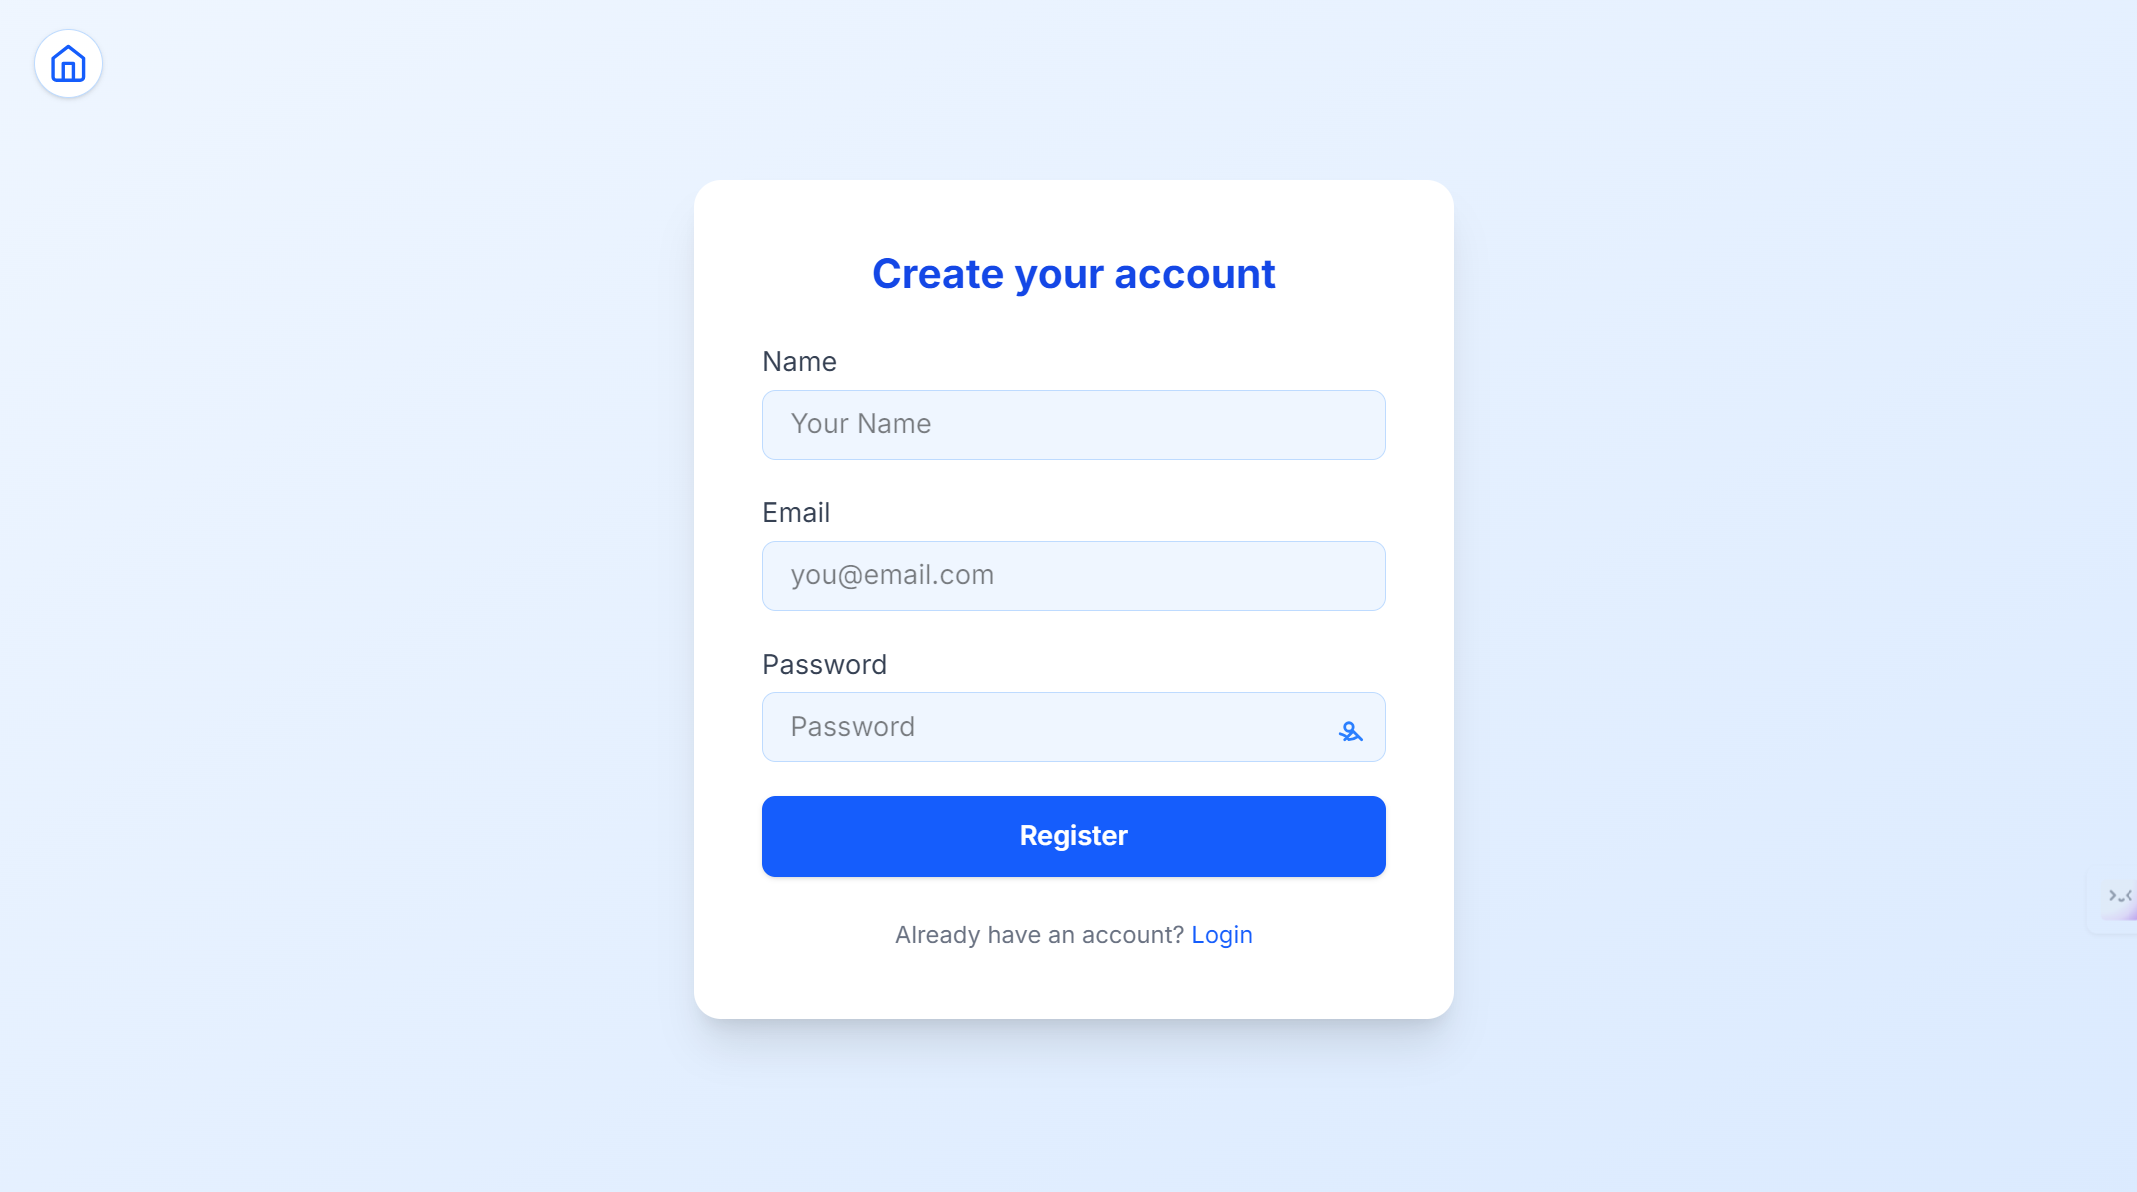 Create your account
Name
Your Name
Email
you@email.com
Password
Password
Register
Already have an account? Login